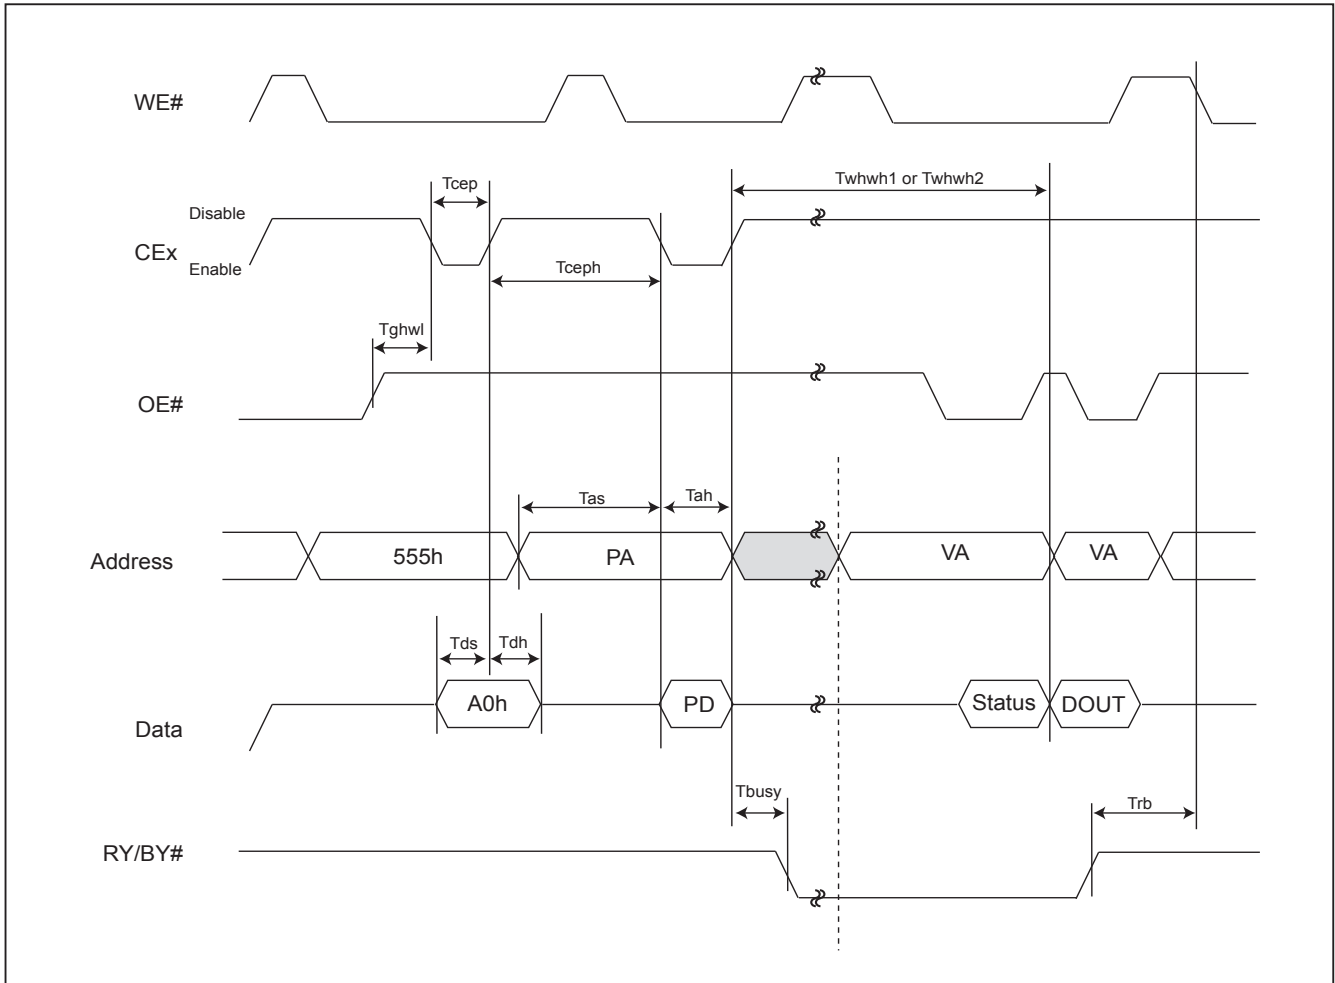 WE#
Tcep
Twhwh1 or Twhwh2
Disable
CEx
Enable
Tceph
Tghwl
OE#
Tas
Tah
Address
555h
PA
VA
VA
Tds
Tdh
Data
A0h
PD
Status
DOUT
Tbusy
Trb
RY/BY#